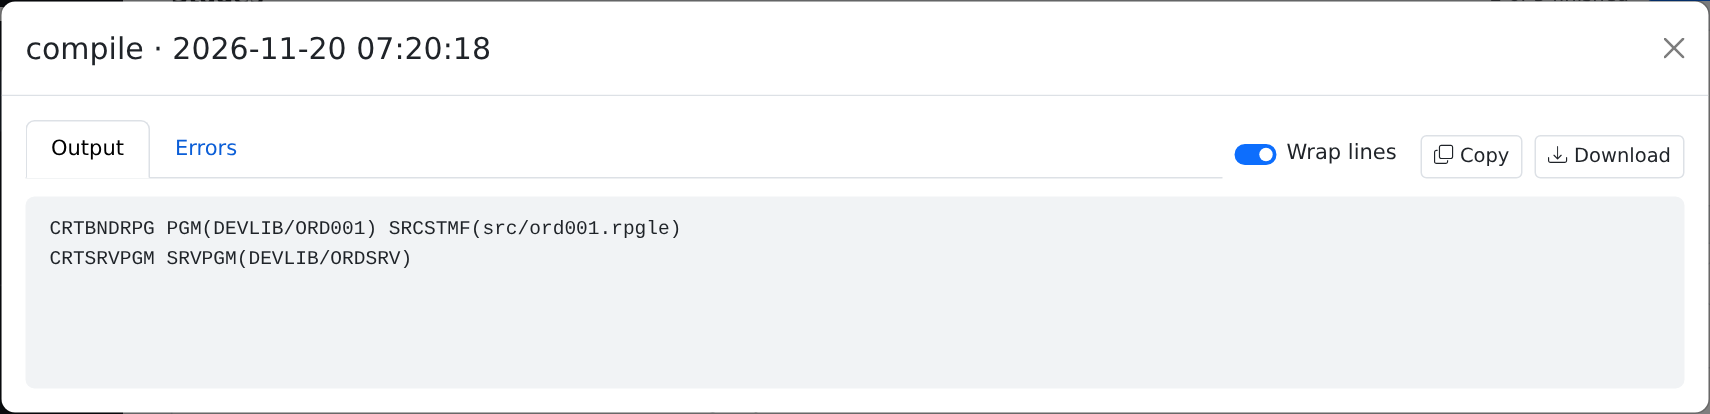 compile · 2026-11-20 07:20:18
Output
Errors
Wrap lines
Copy
Download
CRTBNDRPG PGM(DEVLIB/ORD001) SRCSTMF(src/ord001.rpgle)
CRTSRVPGM SRVPGM(DEVLIB/ORDSRV)